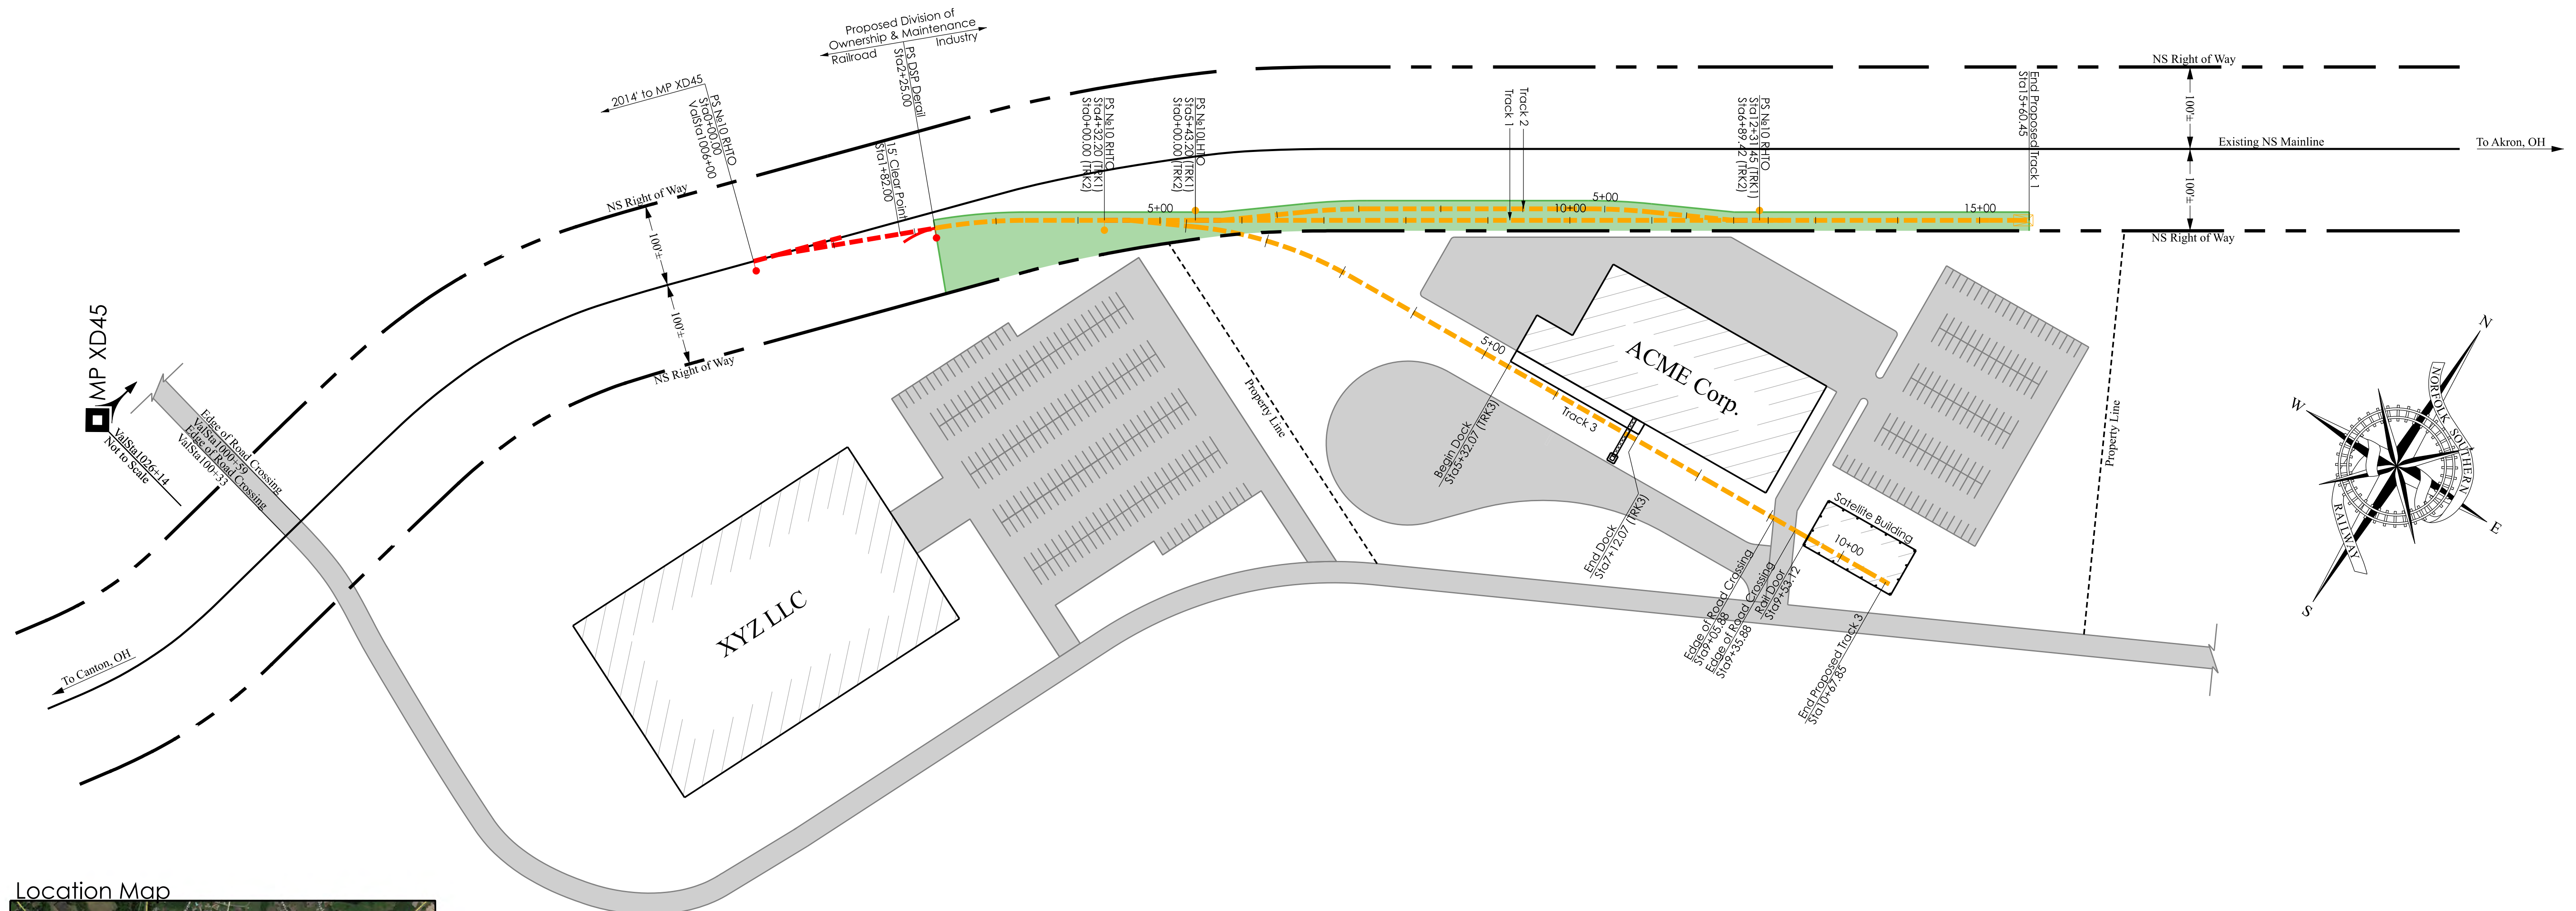 Proposed Division of
Ownership & Maintenance
Railroad
Industry
PS DSP Derail
Sta2+25.00
2014' to MP XD45
PS №10 RHTO
Sta0+00.00
ValSta1006+00
15' Clear Point
Sta1+82.00
PS №10 RHTO
Sta4+32.20 (TRK1)
Sta0+00.00 (TRK2)
PS №10LHTO
Sta5+43.20 (TRK1)
Sta0+00.00 (TRK2)
Track 2
Track 1
PS №10 RHTO
Sta12+31.45 (TRK1)
Sta6+89.42 (TRK2)
End Proposed Track 1
Sta15+60.45
NS Right of Way
100'±
Existing NS Mainline
To Akron, OH
100'±
NS Right of Way
NS Right of Way
100'±
100'±
NS Right of Way
5+00
5+00
10+00
15+00
MP XD45
ValSta1026+14
Not to Scale
Edge of Road Crossing
ValSta1000+59
Edge of Road Crossing
ValSta100+33
To Canton, OH
XYZ LLC
Property Line
5+00
ACME Corp.
Track 3
Begin Dock
Sta5+32.07 (TRK3)
End Dock
Sta7+12.07 (TRK3)
Satellite Building
10+00
Edge of Road Crossing
Sta9+05.88
Edge of Road Crossing
Sta9+35.88
Rail Door
Sta9+53.12
End Proposed Track 3
Sta10+67.85
Property Line
N
W
E
S
NORFOLK SOUTHERN
RAILWAY
Location Map